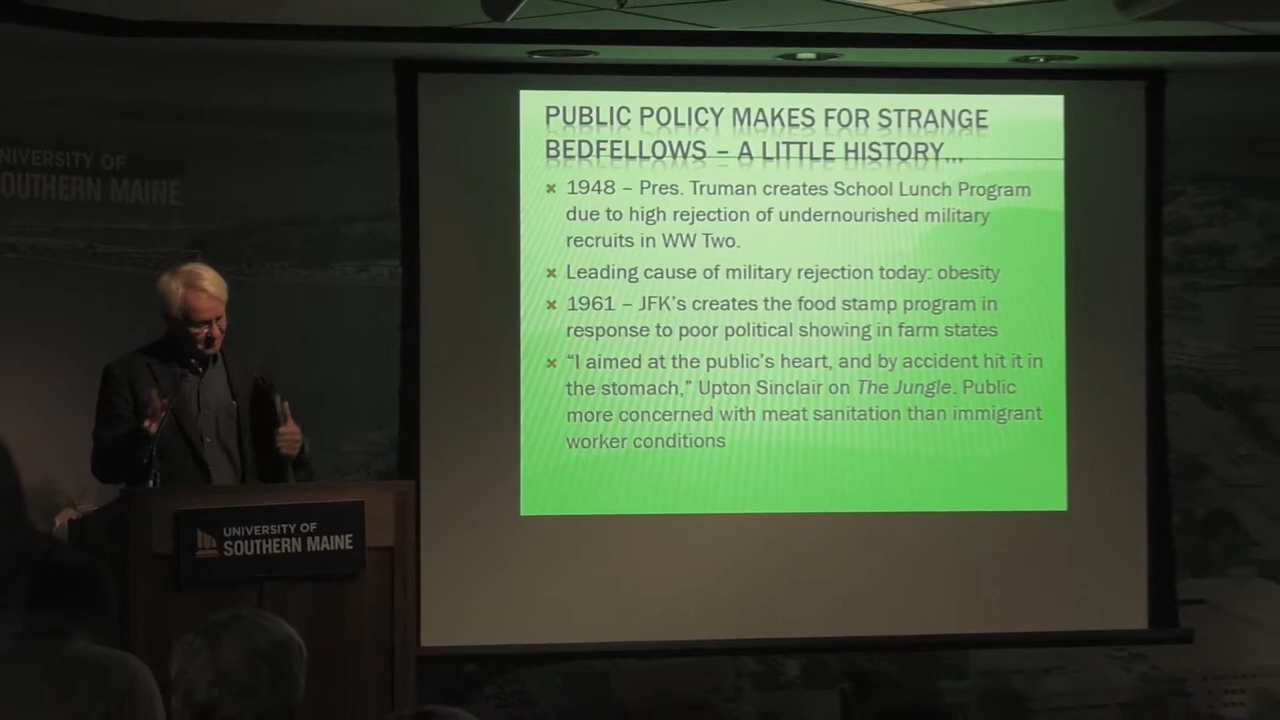 NIVERSITY OF
OUTHERN MAINE
PUBLIC POLICY MAKES FOR STRANGE
BEDFELLOWS – A LITTLE HISTORY...
1948 – Pres. Truman creates School Lunch Program
due to high rejection of undernourished military
recruits in WW Two.
Leading cause of military rejection today: obesity
1961 – JFK's creates the food stamp program in
response to poor political showing in farm states
“I aimed at the public's heart, and by accident hit it in
the stomach,” Upton Sinclair on The Jungle. Public
more concerned with meat sanitation than immigrant
worker conditions
UNIVERSITY OF
SOUTHERN MAINE